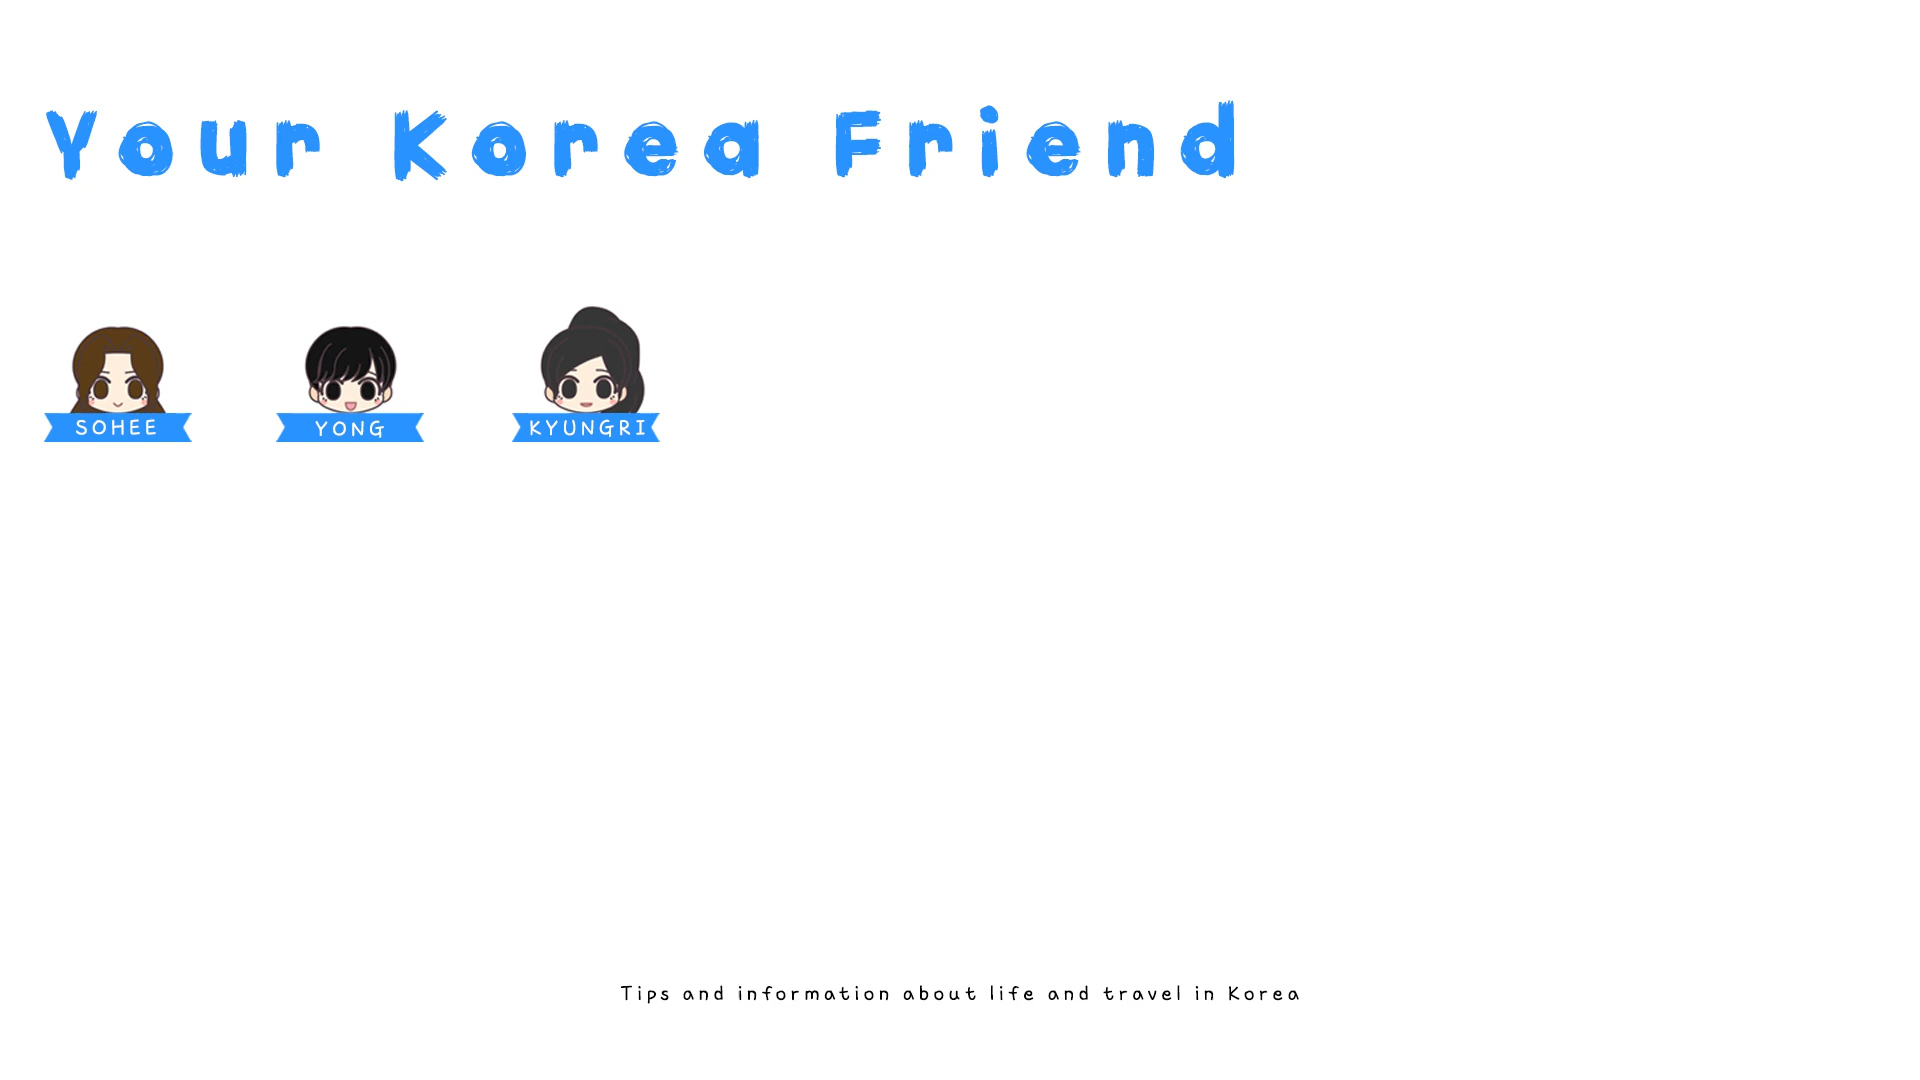 Your Korea Friend
SOHEE
YONG
KYUNGRI
Tips and information about life and travel in Korea